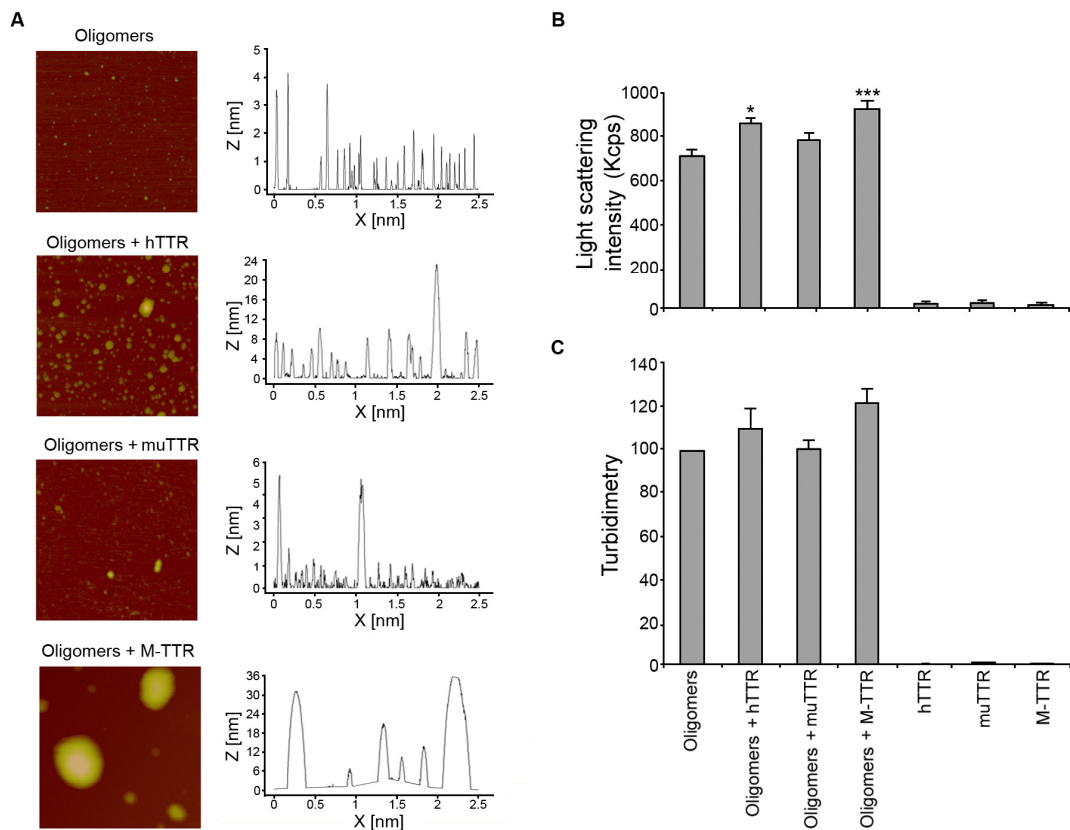 A
Oligomers
Z [nm]
5
4
3
2
1
0
0 0.5 1 1.5 2 2.5
X [nm]
Oligomers + hTTR
Z [nm]
24
20
16
12
8
4
0
0 0.5 1 1.5 2 2.5
X [nm]
Oligomers + muTTR
Z [nm]
6
5
4
3
2
1
0
0 0.5 1 1.5 2 2.5
X [nm]
Oligomers + M-TTR
Z [nm]
36
30
24
18
12
6
0
0 0.5 1 1.5 2 2.5
X [nm]
B
Light scattering
intensity (Kcps)
1000
800
600
400
200
0
*
***
C
Turbidimetry
140
120
100
80
60
40
20
0
Oligomers
Oligomers + hTTR
Oligomers + muTTR
Oligomers + M-TTR
hTTR
muTTR
M-TTR